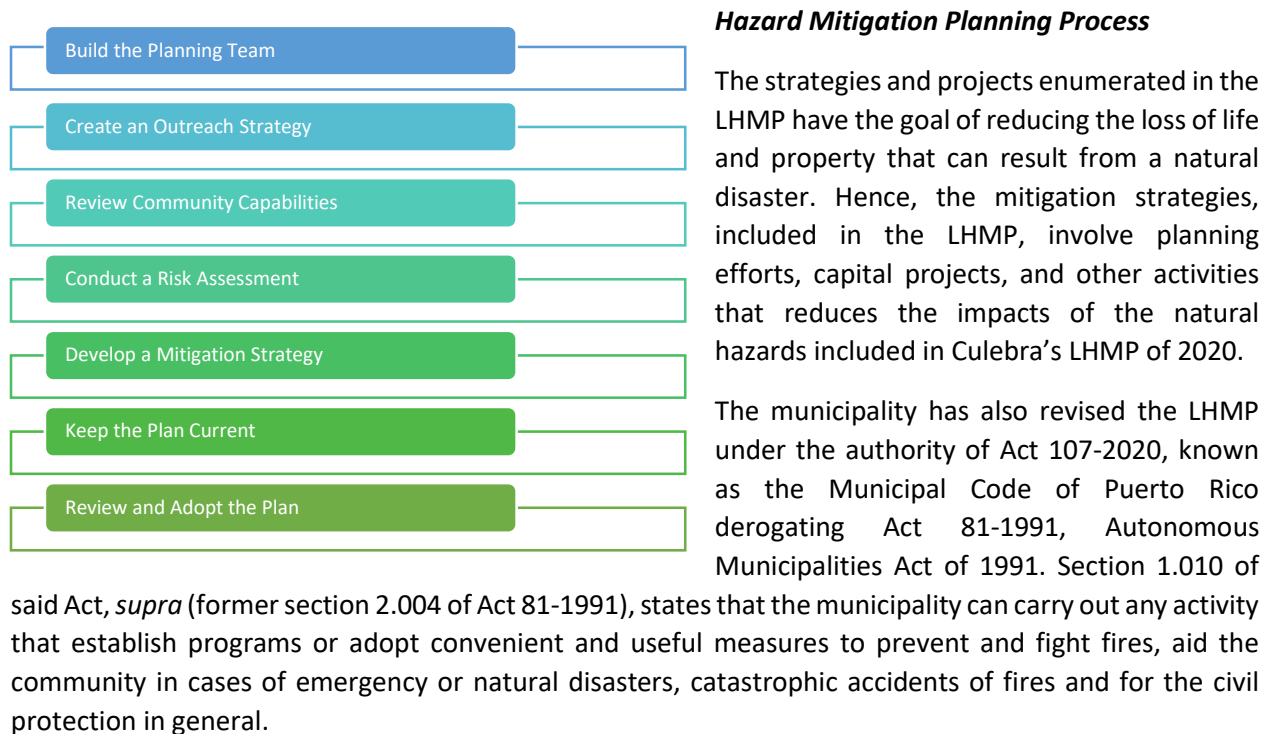 Build the Planning Team
Create an Outreach Strategy
Review Community Capabilities
Conduct a Risk Assessment
Develop a Mitigation Strategy
Keep the Plan Current
Review and Adopt the Plan
Hazard Mitigation Planning Process
The strategies and projects enumerated in the
LHMP have the goal of reducing the loss of life
and property that can result from a natural
disaster. Hence, the mitigation strategies,
included in the LHMP, involve planning
efforts, capital projects, and other activities
that reduces the impacts of the natural
hazards included in Culebra’s LHMP of 2020.
The municipality has also revised the LHMP
under the authority of Act 107-2020, known
as the Municipal Code of Puerto Rico
derogating Act 81-1991, Autonomous
Municipalities Act of 1991. Section 1.010 of
said Act, supra (former section 2.004 of Act 81-1991), states that the municipality can carry out any activity
that establish programs or adopt convenient and useful measures to prevent and fight fires, aid the
community in cases of emergency or natural disasters, catastrophic accidents of fires and for the civil
protection in general.